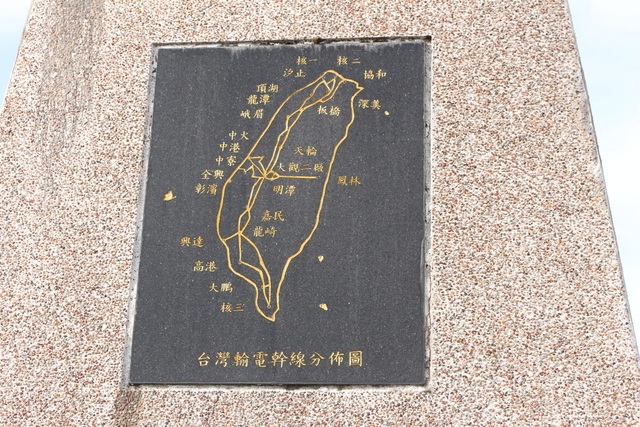 核一 核二
汐止 協和
頂湖
龍潭 深美
峨眉 板橋
中火
中港 天輪
中寮 大觀二廠
全興 鳳林
彰濱 明潭
嘉民
龍崎
興達
高港
大鵬
核三
台灣輸電幹線分佈圖